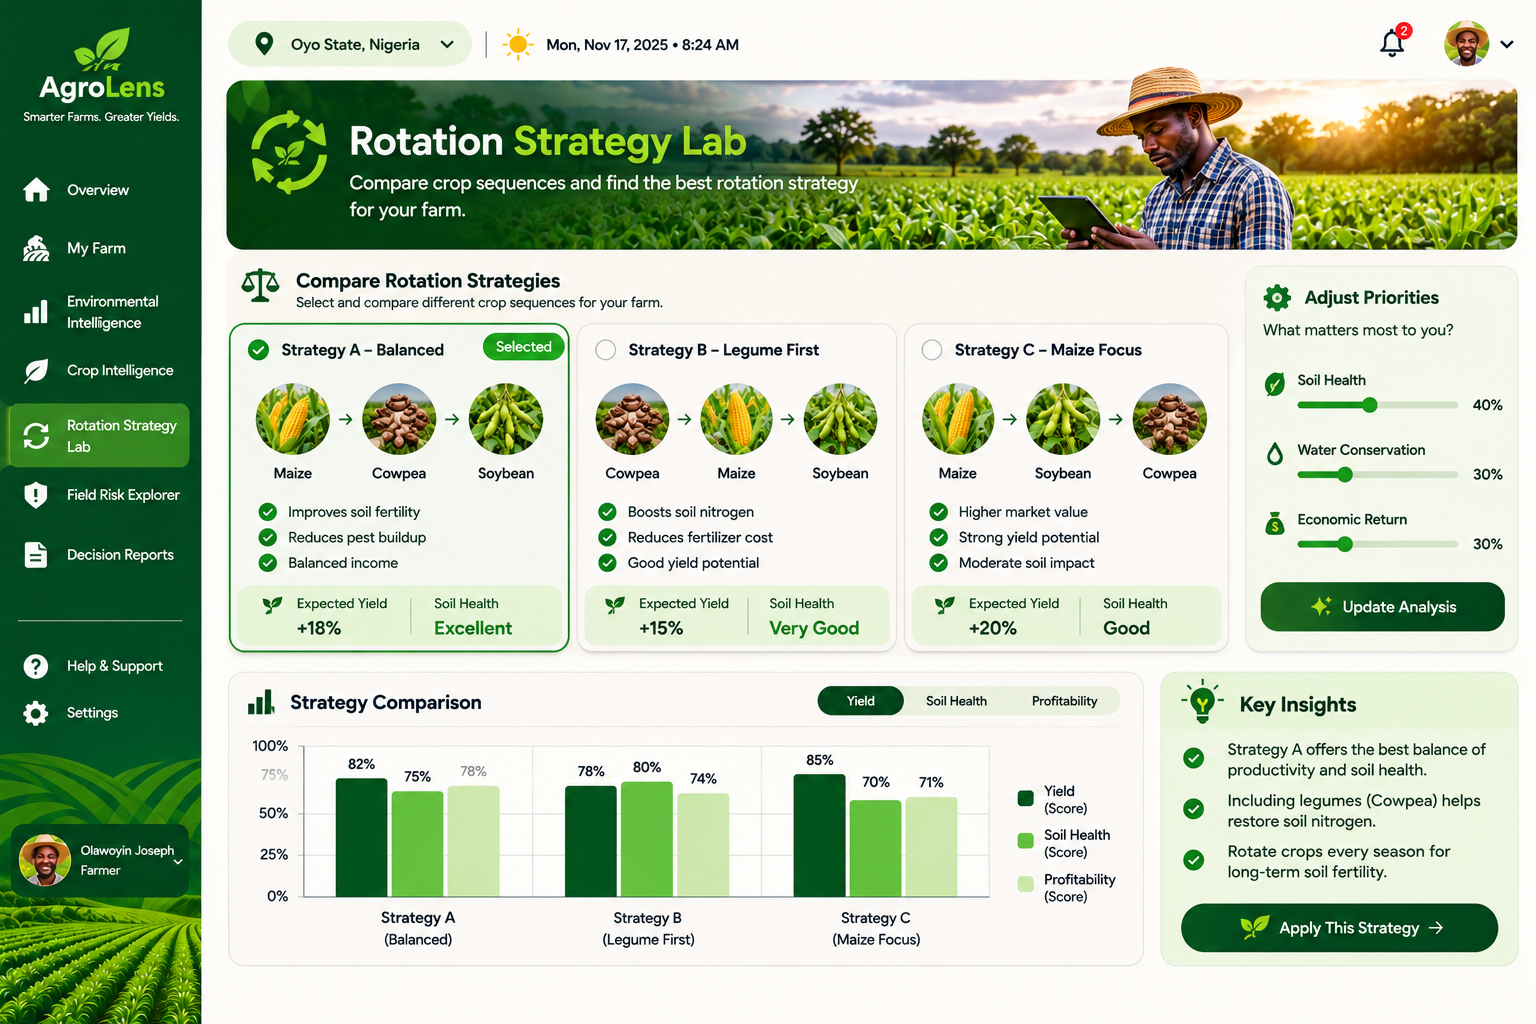 AgroLens
Smarter Farms. Greater Yields.
Overview
My Farm
Environmental
Intelligence
Crop Intelligence
Rotation Strategy
Lab
Field Risk Explorer
Decision Reports
Help & Support
Settings
Olawoyin Joseph
Farmer
Oyo State, Nigeria
Mon, Nov 17, 2025 • 8:24 AM
2
Rotation Strategy Lab
Compare crop sequences and find the best rotation strategy
for your farm.
Compare Rotation Strategies
Select and compare different crop sequences for your farm.
Strategy A – Balanced
Selected
Maize
Cowpea
Soybean
Improves soil fertility
Reduces pest buildup
Balanced income
Expected Yield
+18%
Soil Health
Excellent
Strategy B – Legume First
Cowpea
Maize
Soybean
Boosts soil nitrogen
Reduces fertilizer cost
Good yield potential
Expected Yield
+15%
Soil Health
Very Good
Strategy C – Maize Focus
Maize
Soybean
Cowpea
Higher market value
Strong yield potential
Moderate soil impact
Expected Yield
+20%
Soil Health
Good
Adjust Priorities
What matters most to you?
Soil Health
40%
Water Conservation
30%
$
Economic Return
30%
Update Analysis
Strategy Comparison
Yield
Soil Health
Profitability
100%
75%
50%
25%
0%
82%
75%
78%
78%
80%
74%
85%
70%
71%
Strategy A
(Balanced)
Strategy B
(Legume First)
Strategy C
(Maize Focus)
Yield
(Score)
Soil Health
(Score)
Profitability
(Score)
Key Insights
Strategy A offers the best balance of
productivity and soil health.
Including legumes (Cowpea) helps
restore soil nitrogen.
Rotate crops every season for
long-term soil fertility.
Apply This Strategy →